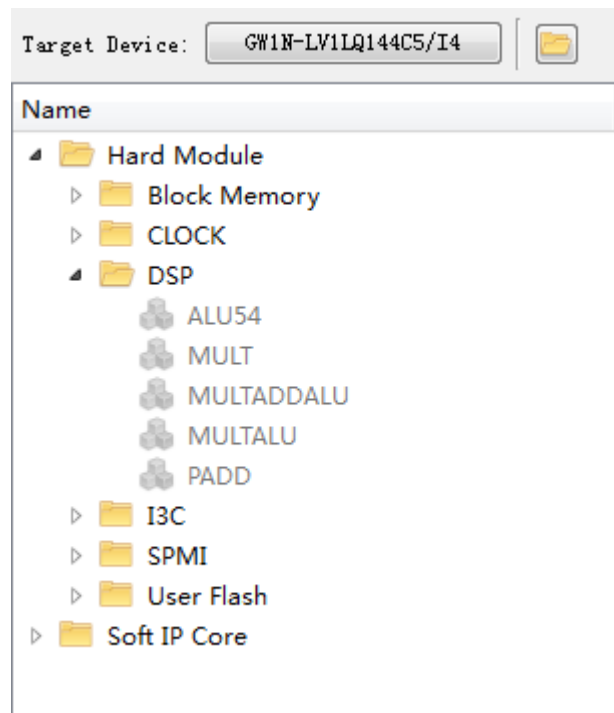 Target Device: GW1N-LV1LQ144C5/I4
Name
Hard Module
Block Memory
CLOCK
DSP
ALU54
MULT
MULTADDALU
MULTALU
PADD
I3C
SPMI
User Flash
Soft IP Core